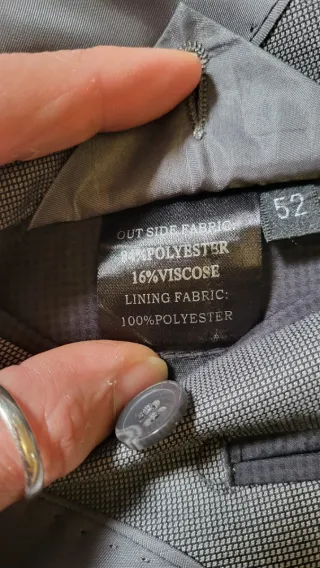 OUT SIDE FABRIC:
84%POLYESTER
16%VISCOSE
LINING FABRIC:
100%POLYESTER
52